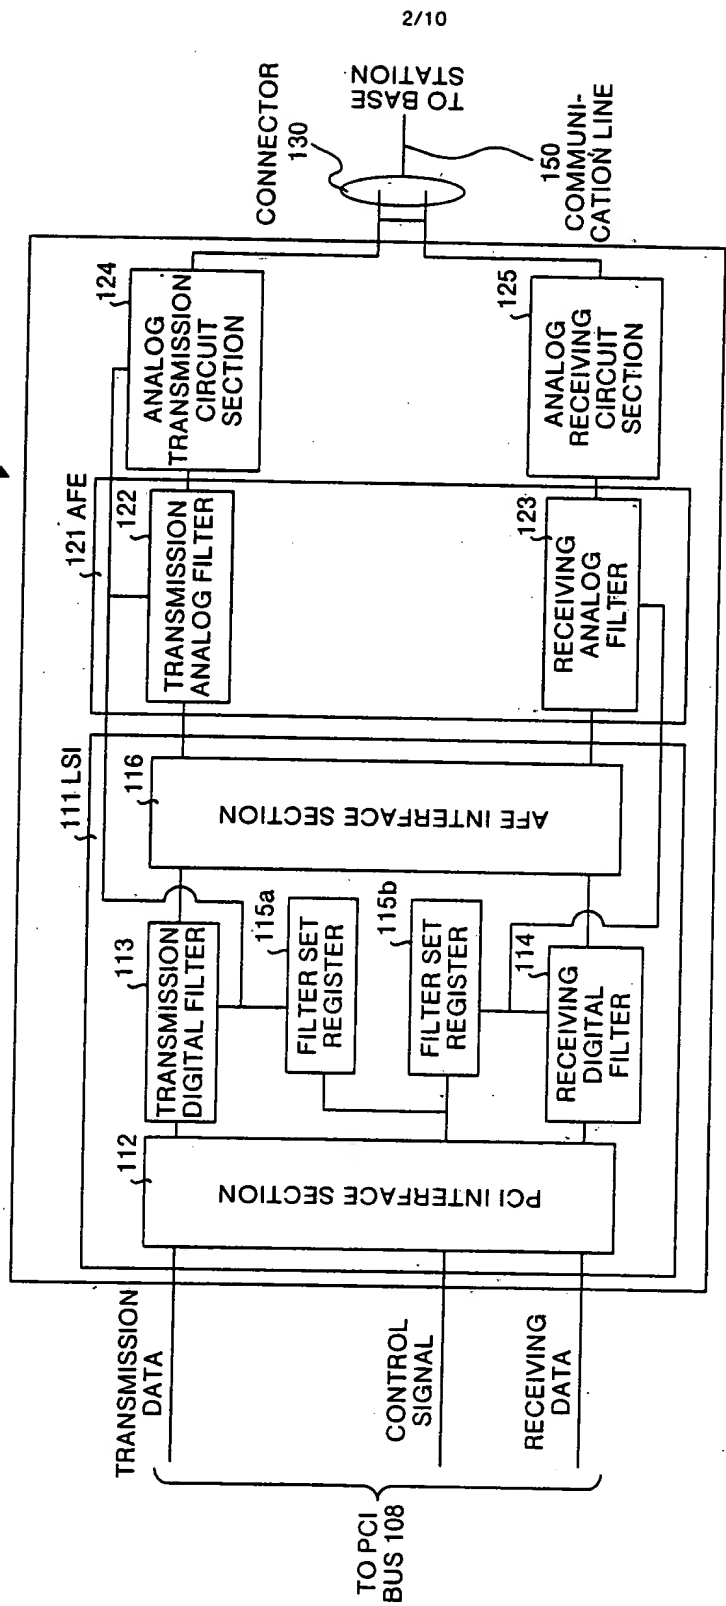 2/10
TO PCI
BUS 108
TRANSMISSION
DATA
CONTROL
SIGNAL
RECEIVING
DATA
111 LSI
112
PCI INTERFACE SECTION
113
TRANSMISSION
DIGITAL FILTER
115a
FILTER SET
REGISTER
115b
FILTER SET
REGISTER
114
RECEIVING
DIGITAL
FILTER
116
AFE INTERFACE SECTION
121 AFE
122
TRANSMISSION
ANALOG FILTER
123
RECEIVING
ANALOG
FILTER
124
ANALOG
TRANSMISSION
CIRCUIT
SECTION
125
ANALOG
RECEIVING
CIRCUIT
SECTION
CONNECTOR
130
TO BASE
STATION
150
COMMUNI-
CATION LINE